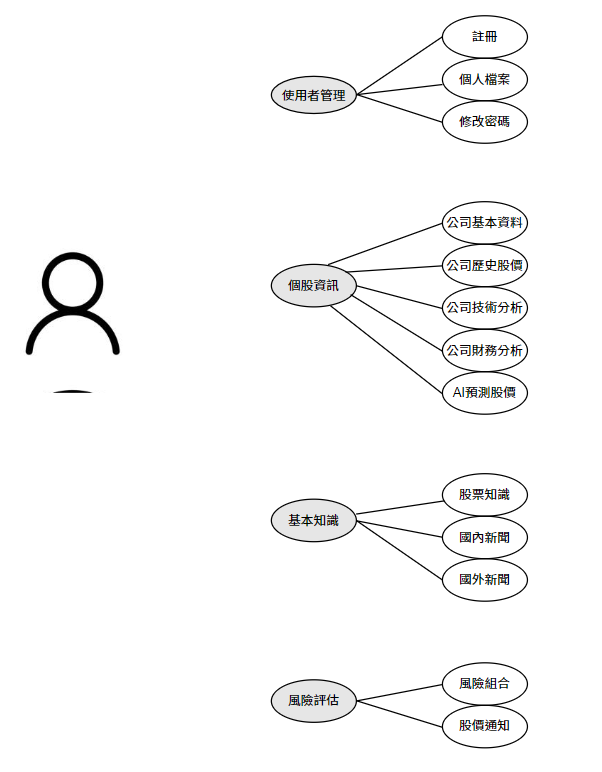 使用者管理
註冊
個人檔案
修改密碼
個股資訊
公司基本資料
公司歷史股價
公司技術分析
公司財務分析
AI預測股價
基本知識
股票知識
國內新聞
國外新聞
風險評估
風險組合
股價通知